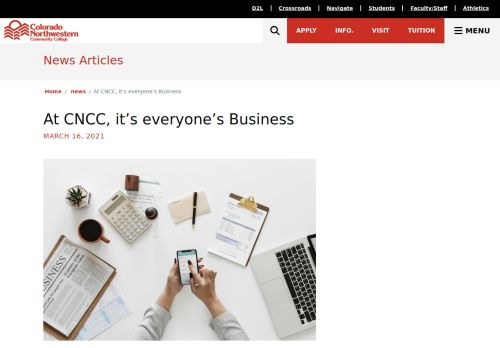 D2L | Crossroads | Navigate | Students | Faculty/Staff | Athletics
Colorado
Northwestern
Community College
APPLY INFO. VISIT TUITION MENU
News Articles
Home / news / At CNCC, it's everyone's Business
At CNCC, it's everyone's Business
MARCH 16, 2021
BUSINESS